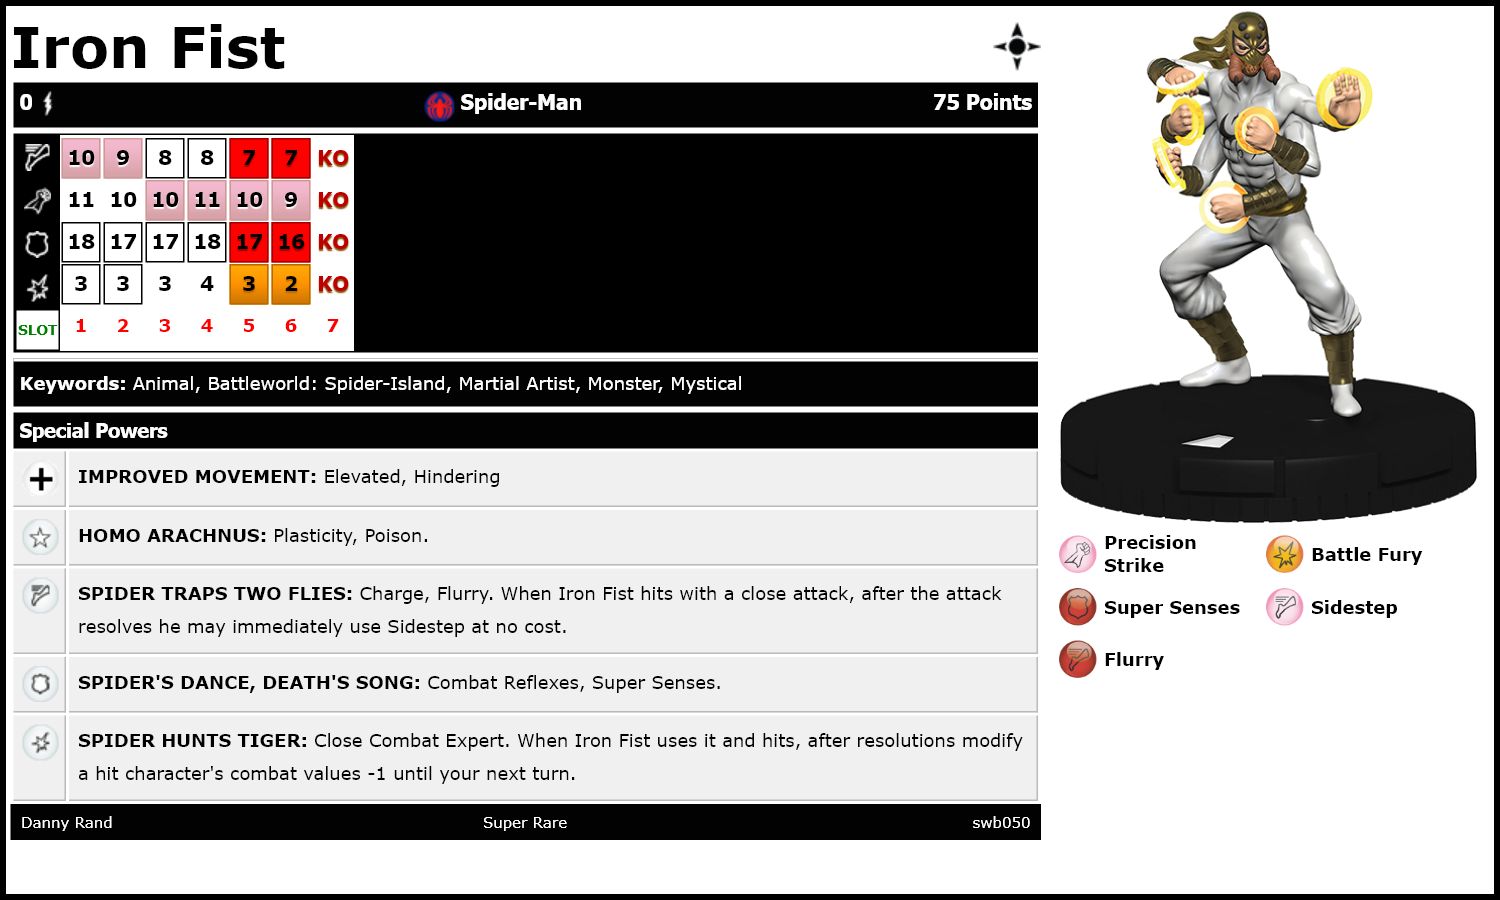 Iron Fist
0 Spider-Man 75 Points
10 9 8 8 7 7 KO
11 10 10 11 10 9 KO
18 17 17 18 17 16 KO
3 3 3 4 3 2 KO
SLOT 1 2 3 4 5 6 7
Keywords: Animal, Battleworld: Spider-Island, Martial Artist, Monster, Mystical
Special Powers
IMPROVED MOVEMENT: Elevated, Hindering
HOMO ARACHNUS: Plasticity, Poison.
SPIDER TRAPS TWO FLIES: Charge, Flurry. When Iron Fist hits with a close attack, after the attack
resolves he may immediately use Sidestep at no cost.
SPIDER'S DANCE, DEATH'S SONG: Combat Reflexes, Super Senses.
SPIDER HUNTS TIGER: Close Combat Expert. When Iron Fist uses it and hits, after resolutions modify
a hit character's combat values -1 until your next turn.
Danny Rand Super Rare swb050
Precision
Strike
Battle Fury
Super Senses
Sidestep
Flurry